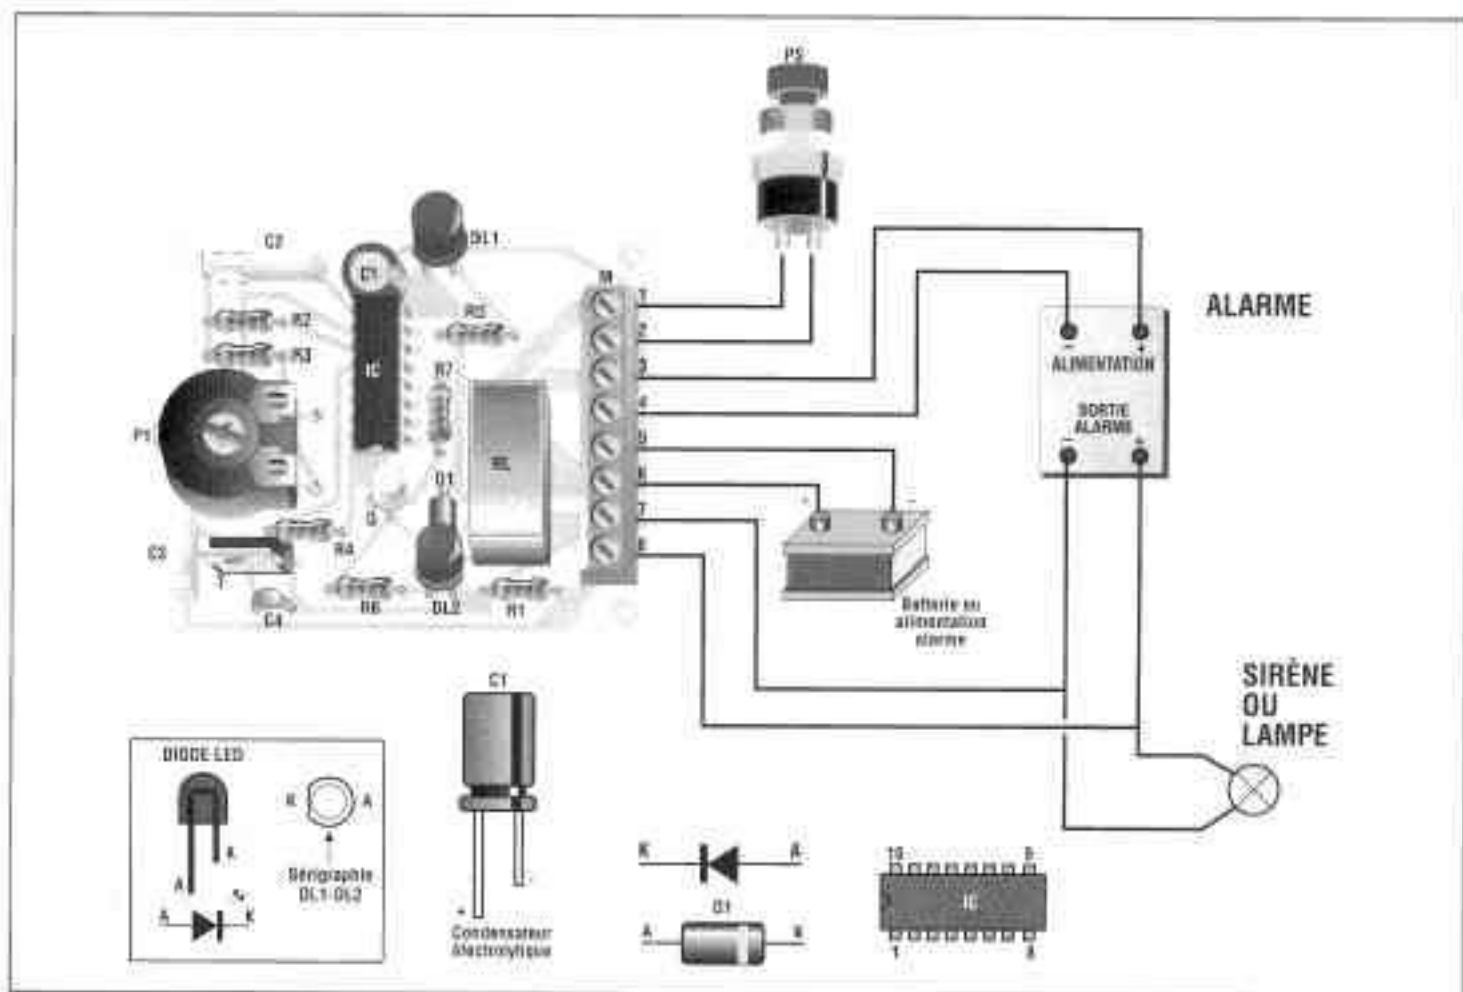 PS
C2
DL1
C1
M
1
R2
R5
2
R3
IC
R7
3
4
P1
5
RL
D1
6
7
C3
R4
8
R6
DL2
R1
C4
ALARME
-
+
ALIMENTATION
SORTIE
ALARME
-
+
+
-
Batterie ou
alimentation
alarme
SIRÈNE
OU
LAMPE
DIODE LED
K
A
A
A
Sérigraphie
DL1-DL2
A
K
C1
+
-
Condensateur
électrolytique
K
A
D1
A
K
9
IC
1
8